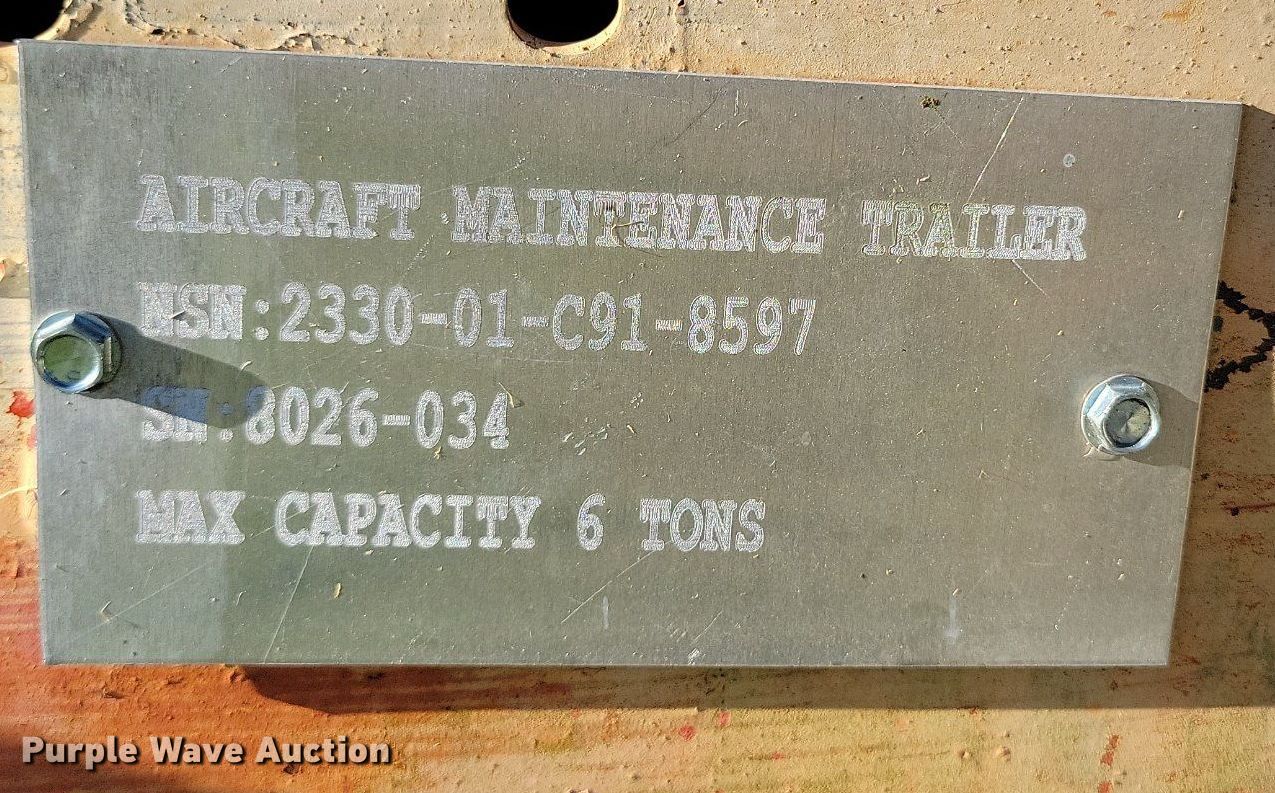 AIRCRAFT MAINTENANCE TRAILER
NSN:2330-01-C91-8597
SN:8026-034
MAX CAPACITY 6 TONS
Purple Wave Auction